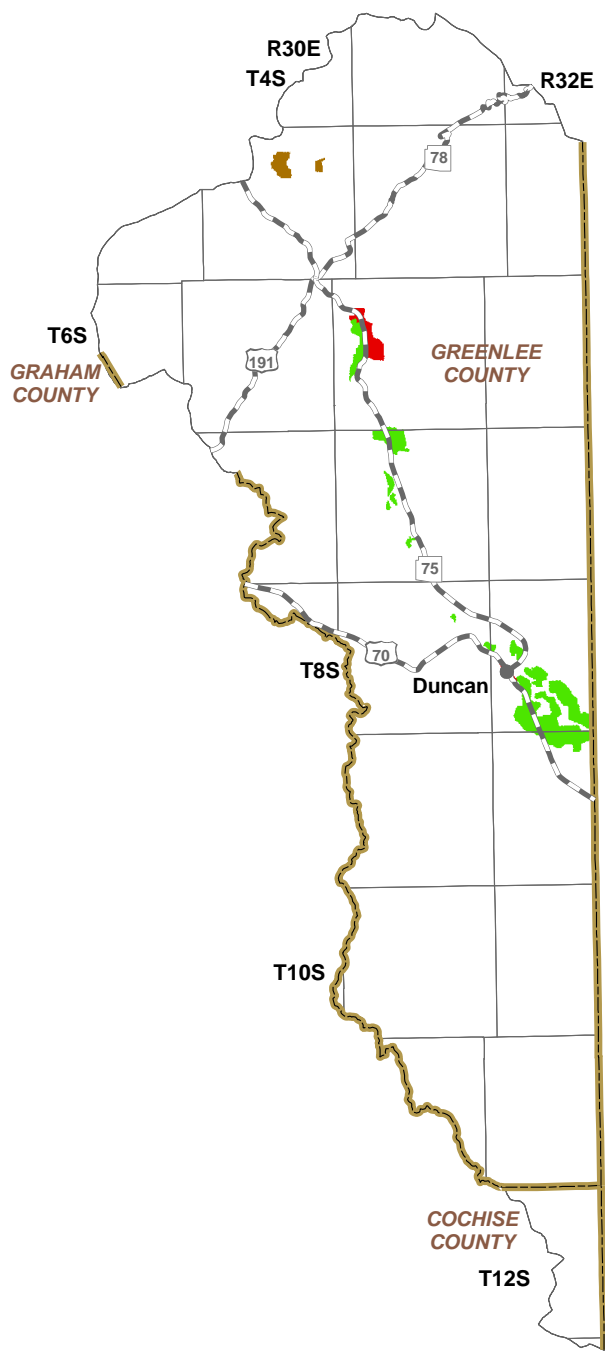 R30E
T4S
R32E
78
T6S
GRAHAM
COUNTY
191
GREENLEE
COUNTY
75
70
T8S
Duncan
T10S
COCHISE
COUNTY
T12S